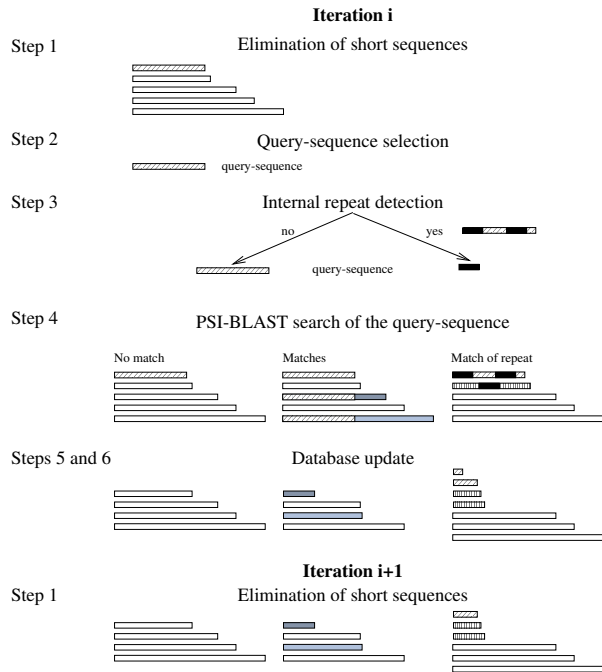 Iteration i
Step 1
Elimination of short sequences
Step 2
Query-sequence selection
query-sequence
Step 3
Internal repeat detection
no
yes
query-sequence
Step 4
PSI-BLAST search of the query-sequence
No match
Matches
Match of repeat
Steps 5 and 6
Database update
Iteration i+1
Step 1
Elimination of short sequences